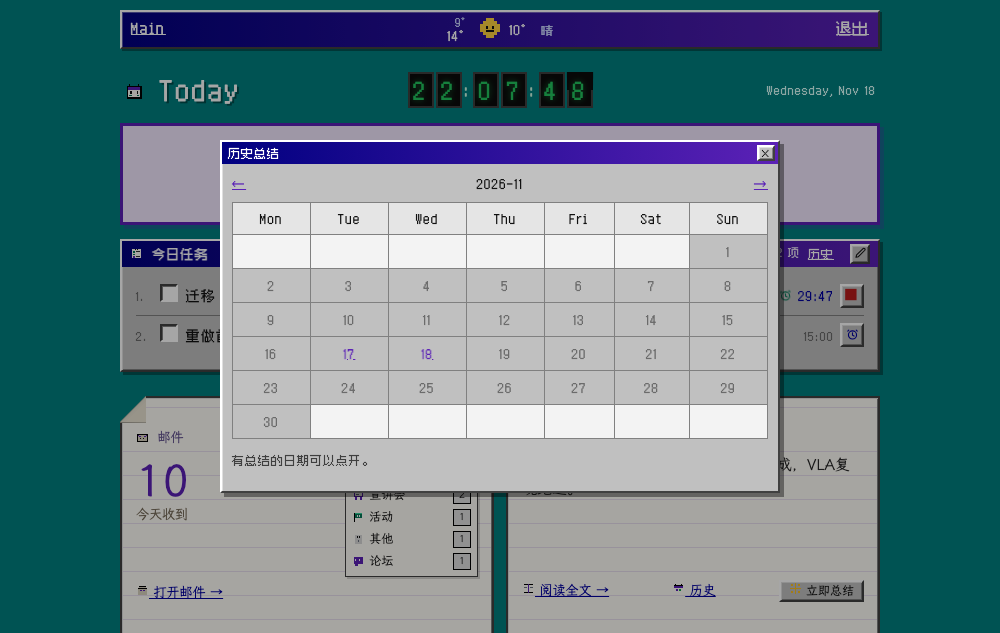 Main
9°
14°
10°
晴
退出
Today
22:07:48
Wednesday, Nov 18
历史总结
←
2026-11
→
Mon Tue Wed Thu Fri Sat Sun
1
2 3 4 5 6 7 8
9 10 11 12 13 14 15
16 17 18 19 20 21 22
23 24 25 26 27 28 29
30
有总结的日期可以点开。
今日任务
项 历史
1. 迁移
29:47
2. 重做
15:00
邮件
10
今天收到
宣讲会 2
活动 1
其他 1
论坛 1
打开邮件 →
成, VLA复
阅读全文 →
历史
立即总结